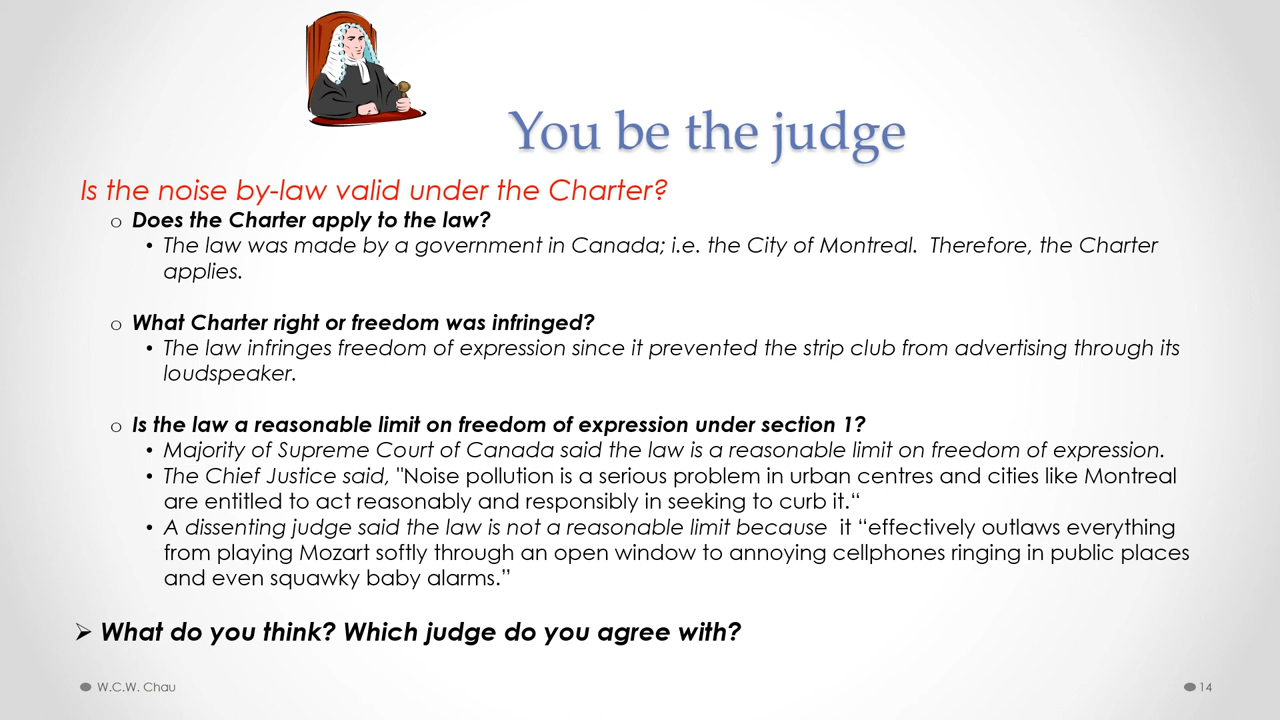 You be the judge
Is the noise by-law valid under the Charter?
o Does the Charter apply to the law?
• The law was made by a government in Canada; i.e. the City of Montreal.  Therefore, the Charter
applies.
o What Charter right or freedom was infringed?
• The law infringes freedom of expression since it prevented the strip club from advertising through its
loudspeaker.
o Is the law a reasonable limit on freedom of expression under section 1?
• Majority of Supreme Court of Canada said the law is a reasonable limit on freedom of expression.
• The Chief Justice said, "Noise pollution is a serious problem in urban centres and cities like Montreal
are entitled to act reasonably and responsibly in seeking to curb it.“
• A dissenting judge said the law is not a reasonable limit because  it “effectively outlaws everything
from playing Mozart softly through an open window to annoying cellphones ringing in public places
and even squawky baby alarms.”
➢ What do you think? Which judge do you agree with?
● W.C.W. Chau
● 14